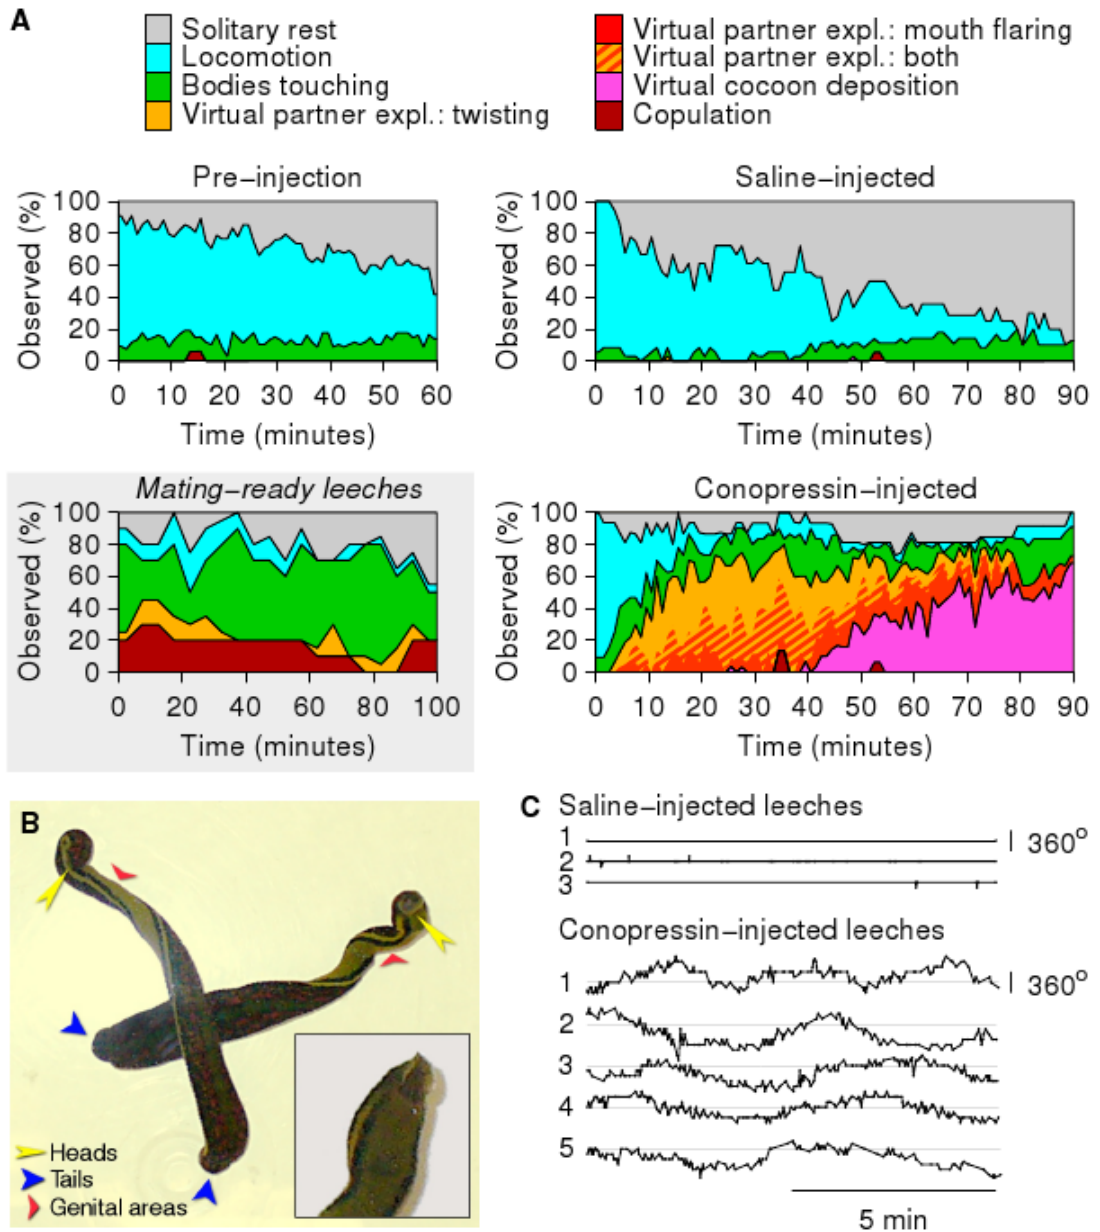 A
Solitary rest
Locomotion
Bodies touching
Virtual partner expl.: twisting
Virtual partner expl.: mouth flaring
Virtual partner expl.: both
Virtual cocoon deposition
Copulation
Pre−injection
Observed (%)
100
80
60
40
20
0
0 10 20 30 40 50 60
Time (minutes)
Saline−injected
Observed (%)
100
80
60
40
20
0
0 10 20 30 40 50 60 70 80 90
Time (minutes)
Mating−ready leeches
Observed (%)
100
80
60
40
20
0
0 20 40 60 80 100
Time (minutes)
Conopressin−injected
Observed (%)
100
80
60
40
20
0
0 10 20 30 40 50 60 70 80 90
Time (minutes)
B
Heads
Tails
Genital areas
C
Saline−injected leeches
1
2
3
360°
Conopressin−injected leeches
1
2
3
4
5
360°
5 min